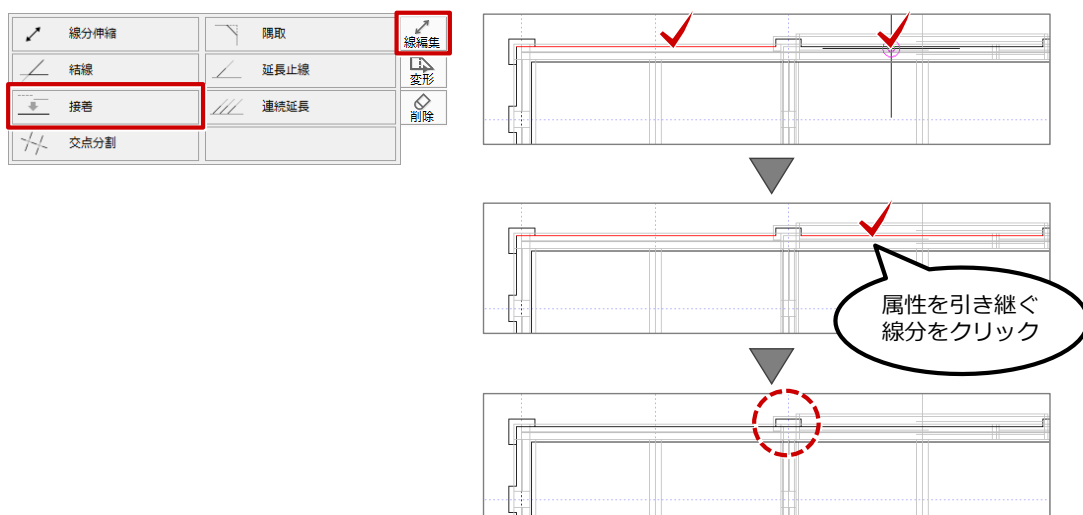 線分伸縮
隅取
線編集
結線
延長止線
変形
接着
連続延長
削除
交点分割
属性を引き継ぐ
線分をクリック